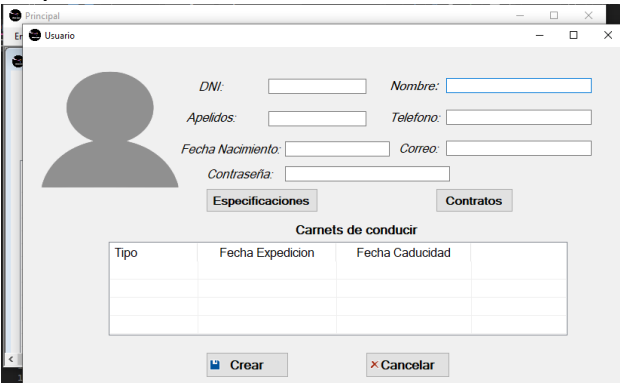 Principal
Usuario
DNI: Nombre:
Apelidos: Telefono:
Fecha Nacimiento: Correo:
Contraseña:
Especificaciones Contratos
Carnets de conducir
Tipo Fecha Expedicion Fecha Caducidad
Crear Cancelar